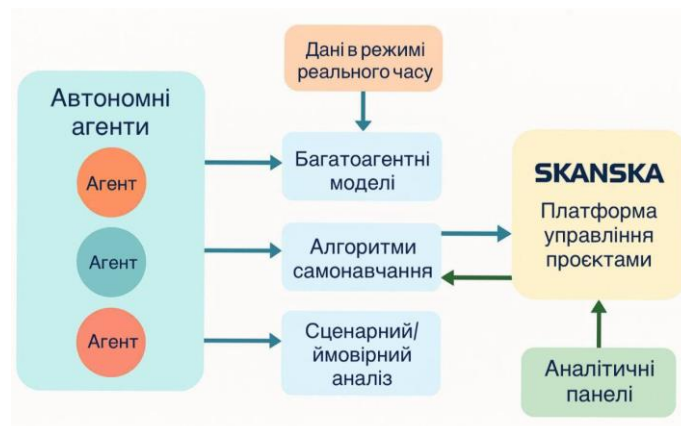 Автономні
агенти
Агент
Агент
Агент
Дані в режимі
реального часу
Багатоагентні
моделі
Алгоритми
самонавчання
Сценарний/
ймовірний
аналіз
SKANSKA
Платформа
управління
проєктами
Аналітичні
панелі